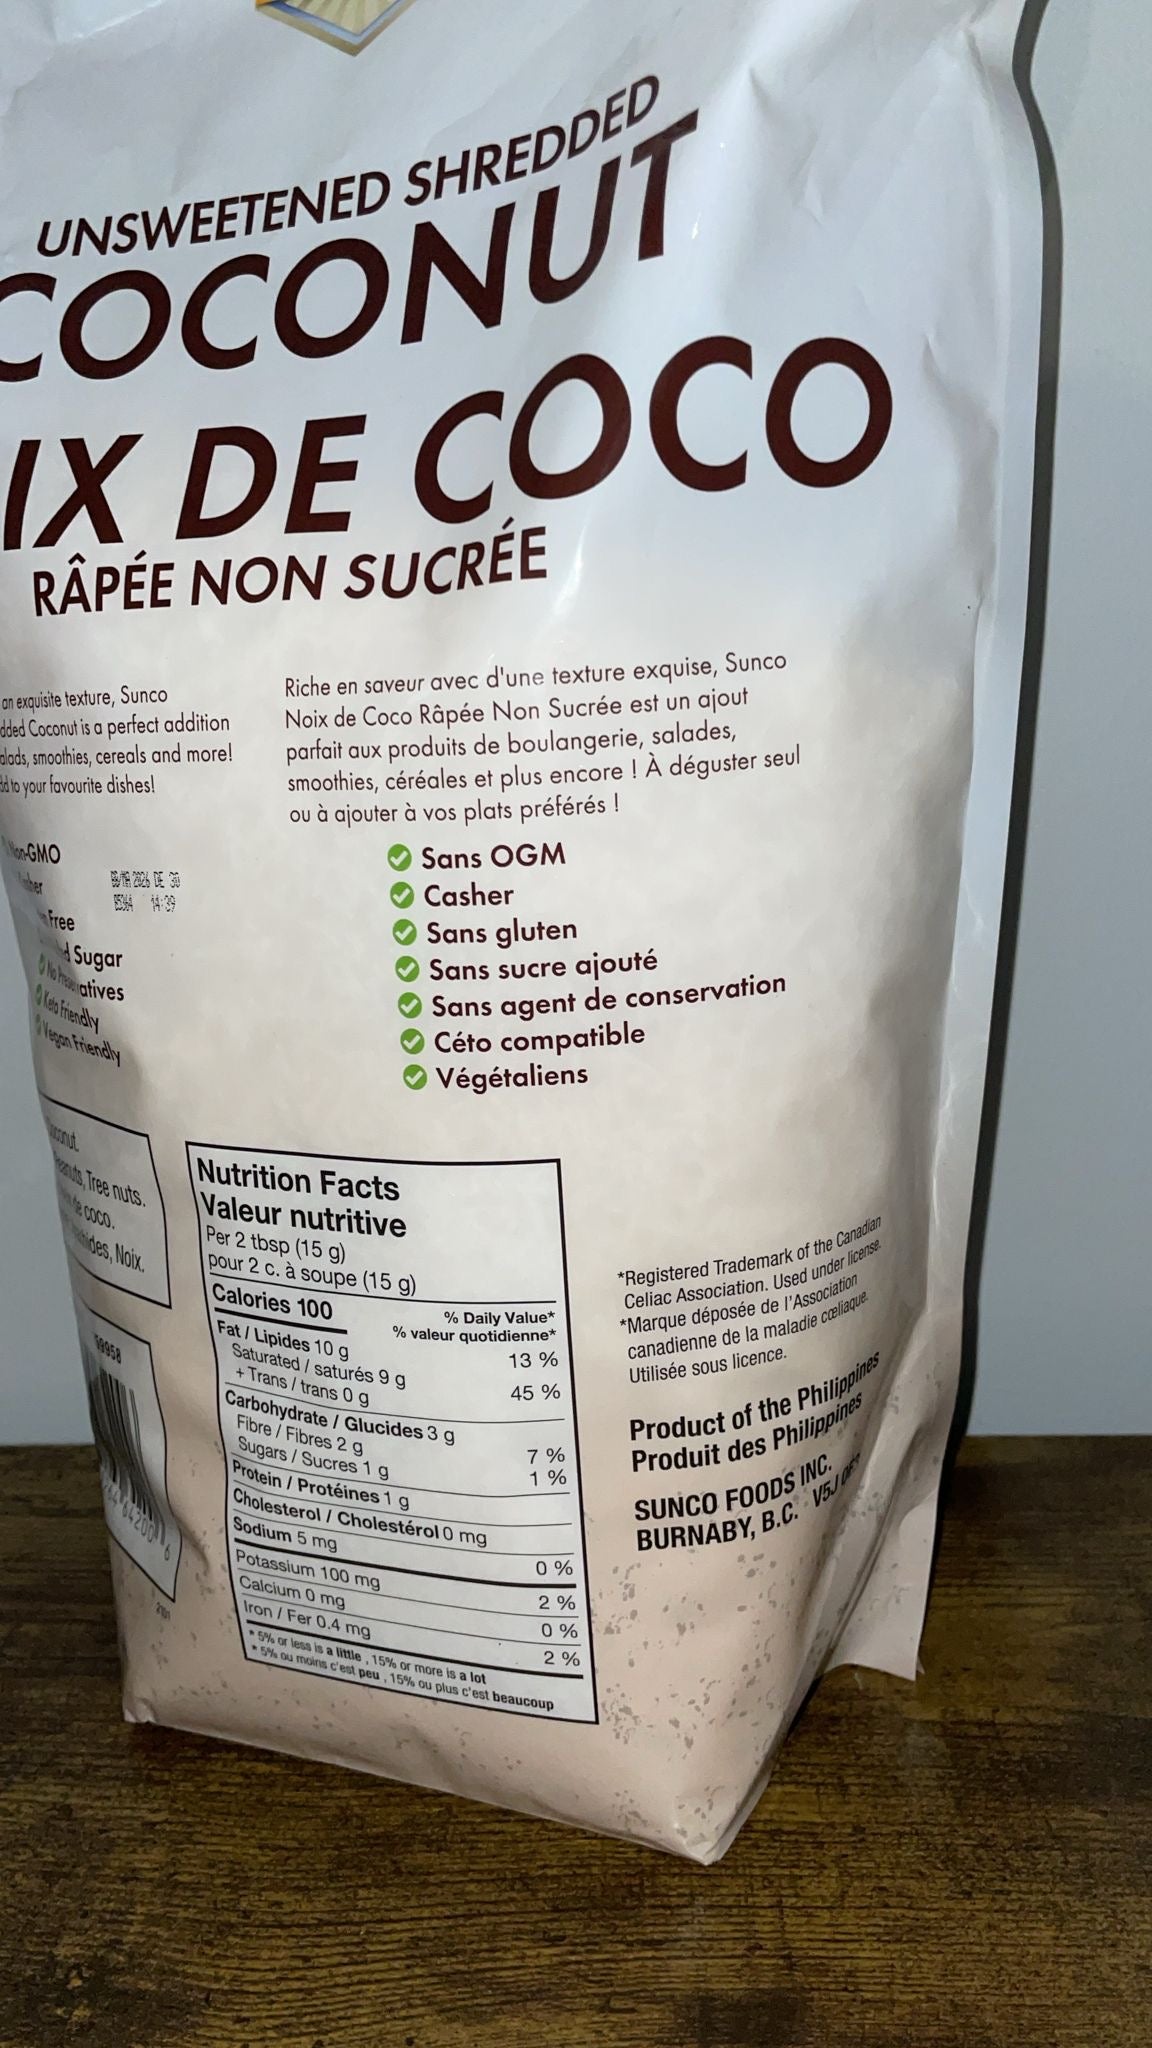 UNSWEETENED SHREDDED
COCONUT
IX DE COCO
RÂPÉE NON SUCRÉE
an exquisite texture, Sunco
dded Coconut is a perfect addition
alads, smoothies, cereals and more!
dd to your favourite dishes!
Riche en saveur avec d'une texture exquise, Sunco
Noix de Coco Râpée Non Sucrée est un ajout
parfait aux produits de boulangerie, salades,
smoothies, céréales et plus encore ! À déguster seul
ou à ajouter à vos plats préférés !
Non-GMO
Free
Sugar
No Preservatives
Keto Friendly
Vegan Friendly
BB/MA 2026 DE 30
14:39
Sans OGM
Casher
Sans gluten
Sans sucre ajouté
Sans agent de conservation
Céto compatible
Végétaliens
Tree nuts.
de coco.
Noix.
59958
Nutrition Facts
Valeur nutritive
Per 2 tbsp (15 g)
pour 2 c. à soupe (15 g)
Calories 100
% Daily Value*
% valeur quotidienne*
Fat / Lipides 10 g 13 %
Saturated / saturés 9 g
+ Trans / trans 0 g 45 %
Carbohydrate / Glucides 3 g
Fibre / Fibres 2 g 7 %
Sugars / Sucres 1 g 1 %
Protein / Protéines 1 g
Cholesterol / Cholestérol 0 mg
Sodium 5 mg 0 %
Potassium 100 mg 2 %
Calcium 0 mg 0 %
Iron / Fer 0.4 mg 2 %
* 5% or less is a little , 15% or more is a lot
* 5% ou moins c'est peu , 15% ou plus c'est beaucoup
*Registered Trademark of the Canadian
Celiac Association. Used under license.
*Marque déposée de l'Association
canadienne de la maladie cœliaque.
Utilisée sous licence.
Product of the Philippines
Produit des Philippines
SUNCO FOODS INC.
BURNABY, B.C. V5J